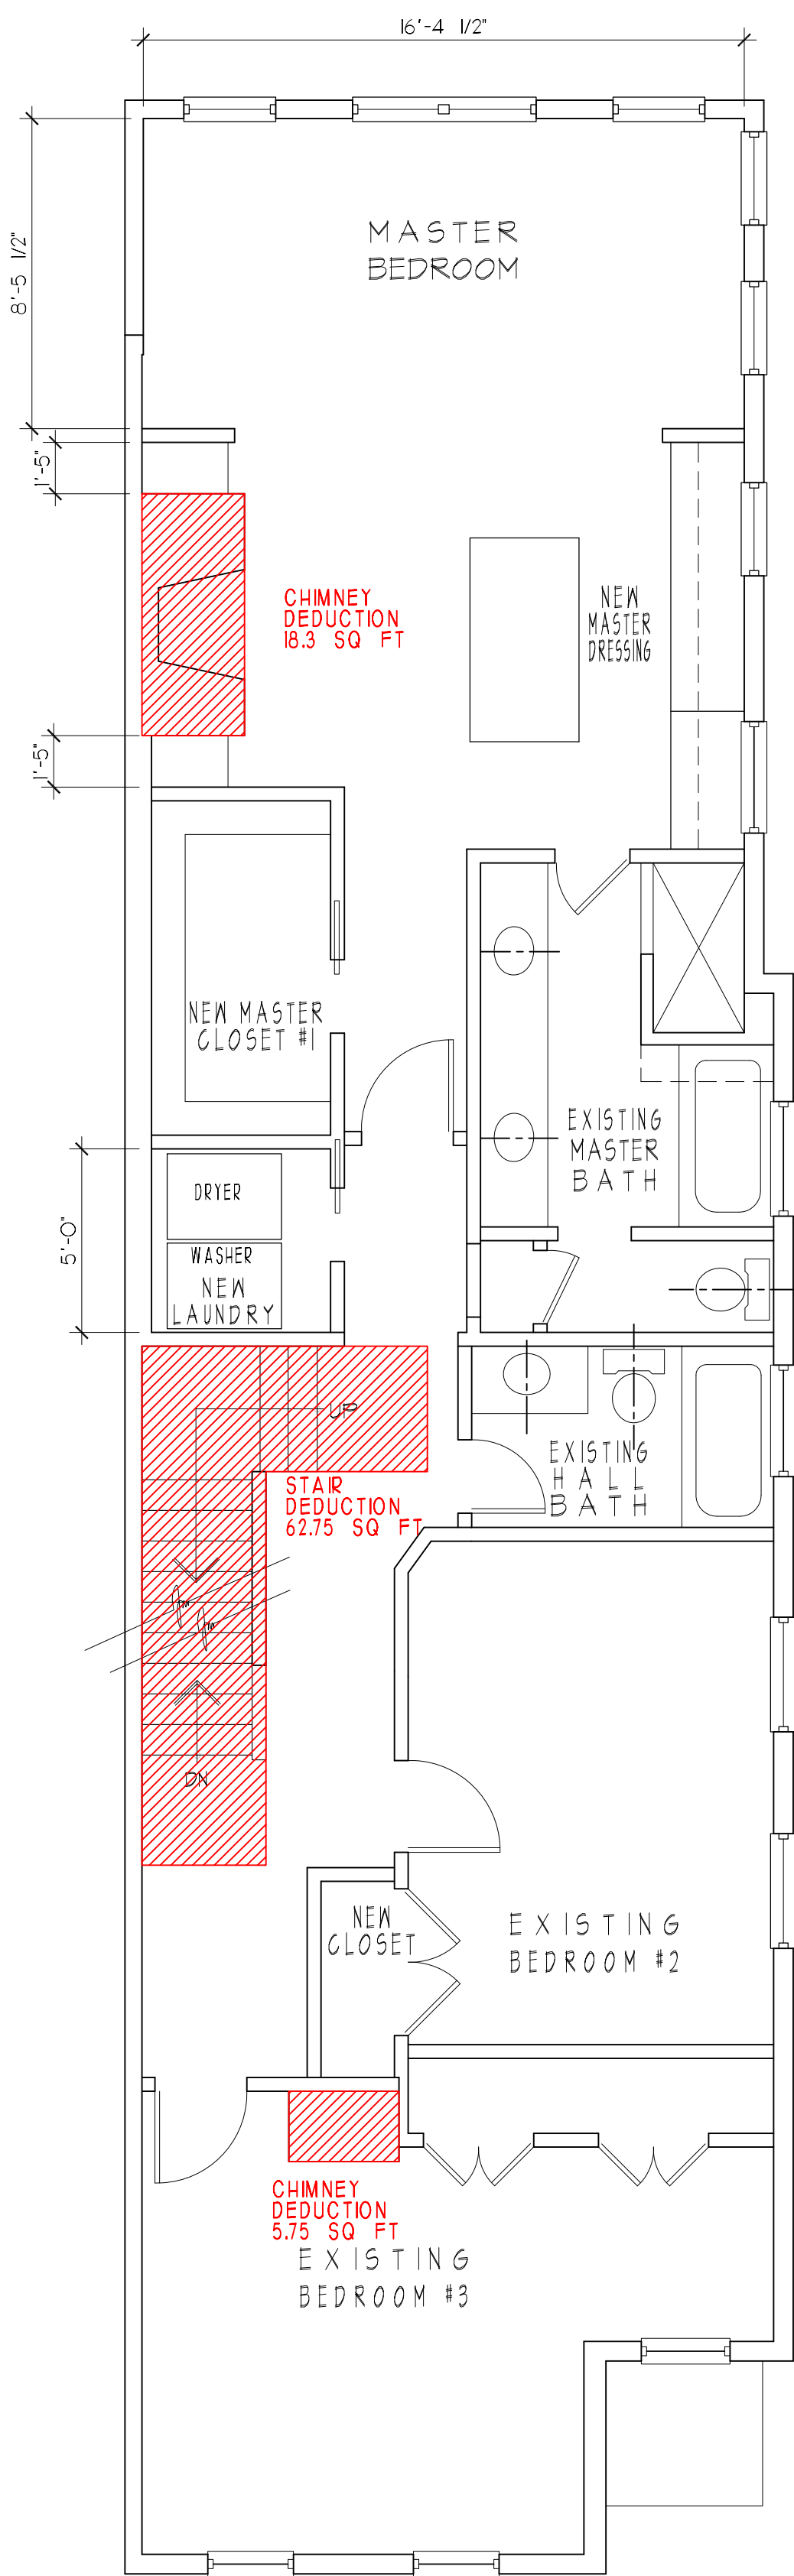 16'-4 1/2"
8'-5 1/2"
MASTER
BEDROOM
1'-5"
CHIMNEY
DEDUCTION
18.3 SQ FT
NEW
MASTER
DRESSING
1'-5"
NEW MASTER
CLOSET #1
EXISTING
MASTER
BATH
DRYER
5'-0"
WASHER
NEW
LAUNDRY
UP
EXISTING
HALL
BATH
STAIR
DEDUCTION
62.75 SQ FT
DN
NEW
CLOSET
EXISTING
BEDROOM #2
CHIMNEY
DEDUCTION
5.75 SQ FT
EXISTING
BEDROOM #3